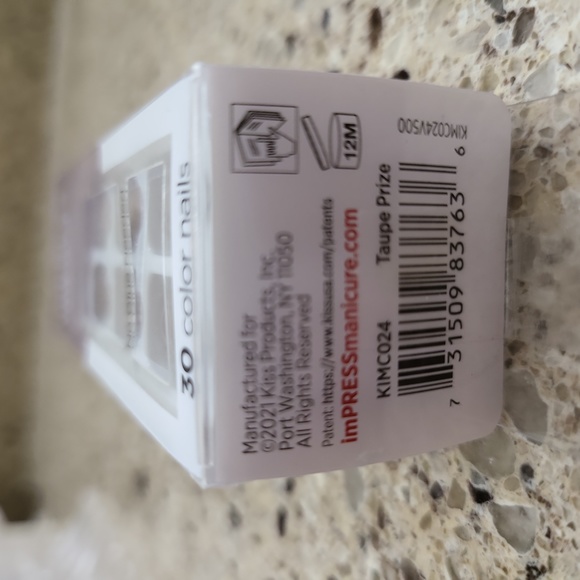 30 color nails
Manufactured for
©2021 Kiss Products, Inc.
Port Washington, NY 11050
All Rights Reserved
Patent: https://www.kissusa.com/patents
imPRESSmanicure.com
KIMC024 Taupe Prize
7 31509 83763 6
12M
KIMC024V500